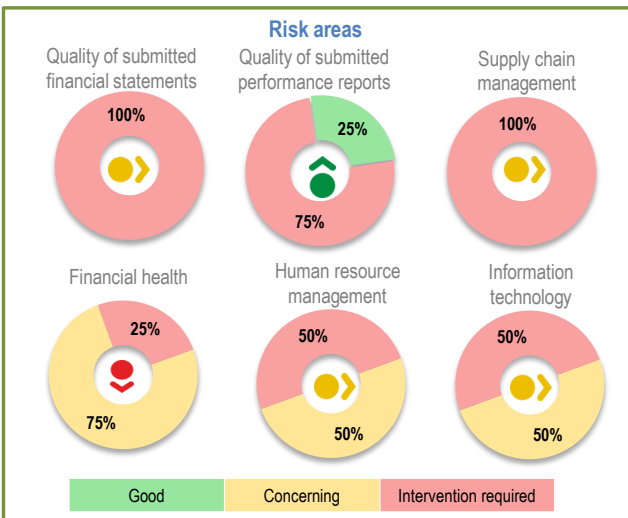 Risk areas
Quality of submitted
financial statements
100%
Quality of submitted
performance reports
25%
75%
Supply chain
management
100%
Financial health
25%
75%
Human resource
management
50%
50%
Information
technology
50%
50%
Good
Concerning
Intervention required